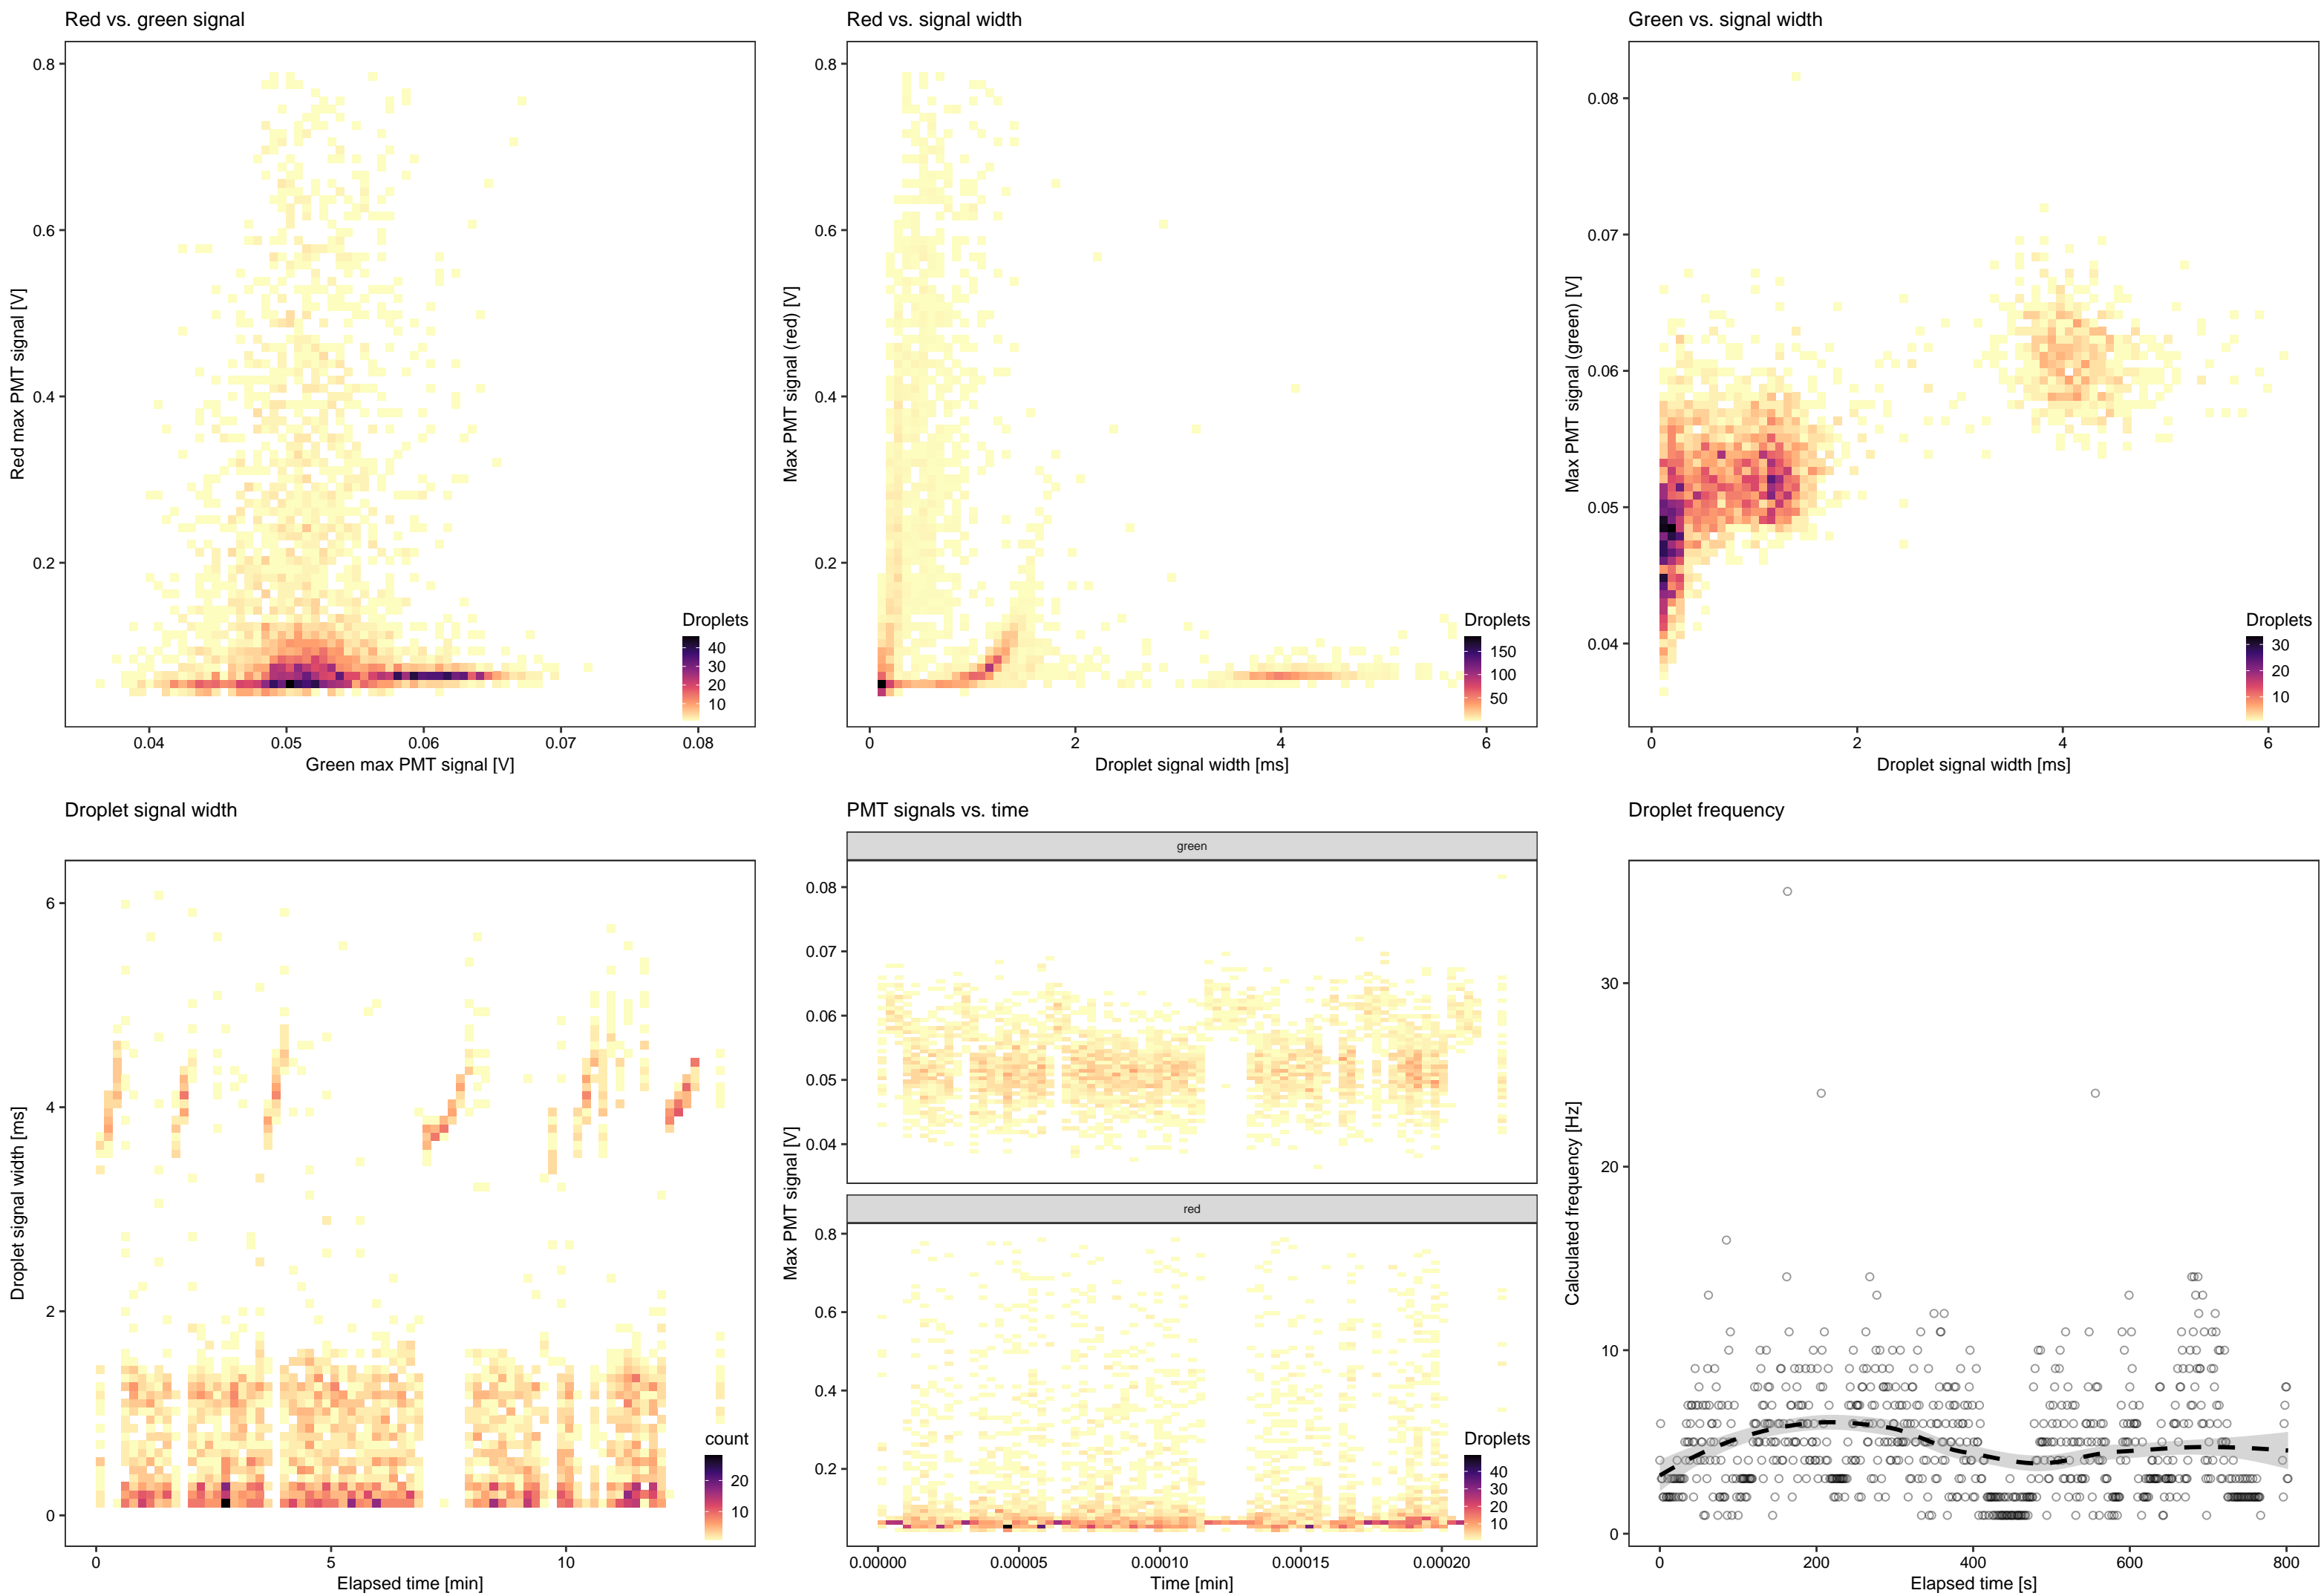 Red vs. green signal
0.8
0.6
0.4
0.2
Red max PMT signal [V]
0.04 0.05 0.06 0.07 0.08
Green max PMT signal [V]
Droplets
40
30
20
10
Red vs. signal width
0.8
0.6
0.4
0.2
Max PMT signal (red) [V]
0 2 4 6
Droplet signal width [ms]
Droplets
150
100
50
Green vs. signal width
0.08
0.07
0.06
0.05
0.04
Max PMT signal (green) [V]
0 2 4 6
Droplet signal width [ms]
Droplets
30
20
10
Droplet signal width
6
4
2
0
Droplet signal width [ms]
0 5 10
Elapsed time [min]
count
20
10
PMT signals vs. time
green
0.08
0.07
0.06
0.05
0.04
Max PMT signal [V]
red
0.8
0.6
0.4
0.2
0.00000 0.00005 0.00010 0.00015 0.00020
Time [min]
Droplets
40
30
20
10
Droplet frequency
30
20
10
0
Calculated frequency [Hz]
0 200 400 600 800
Elapsed time [s]